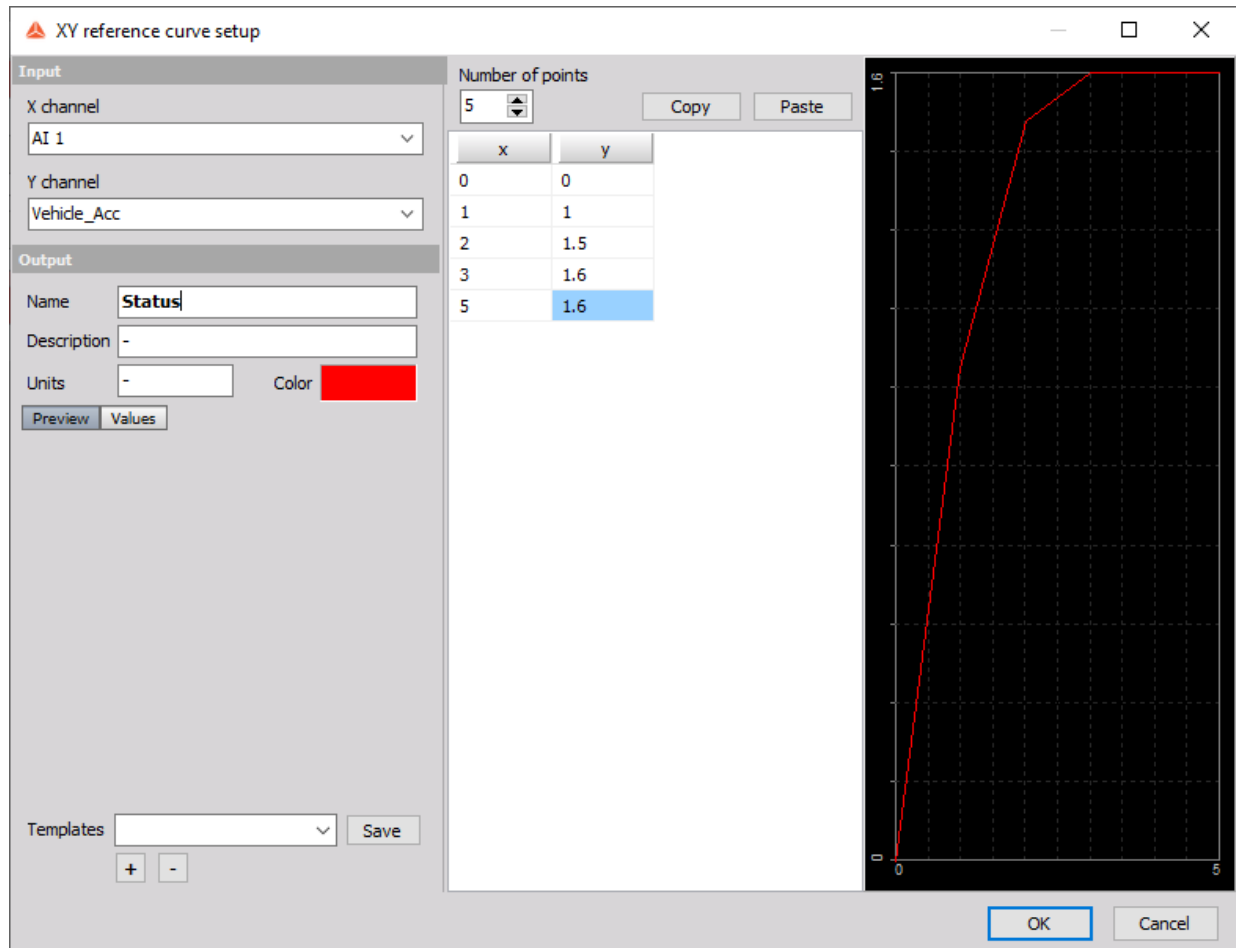 XY reference curve setup
Input
X channel
AI 1
Y channel
Vehicle_Acc
Output
Name Status
Description -
Units - Color
Preview Values
Templates Save
+ -
Number of points
5 Copy Paste
x y
0 0
1 1
2 1.5
3 1.6
5 1.6
1.6
0
0 5
OK Cancel